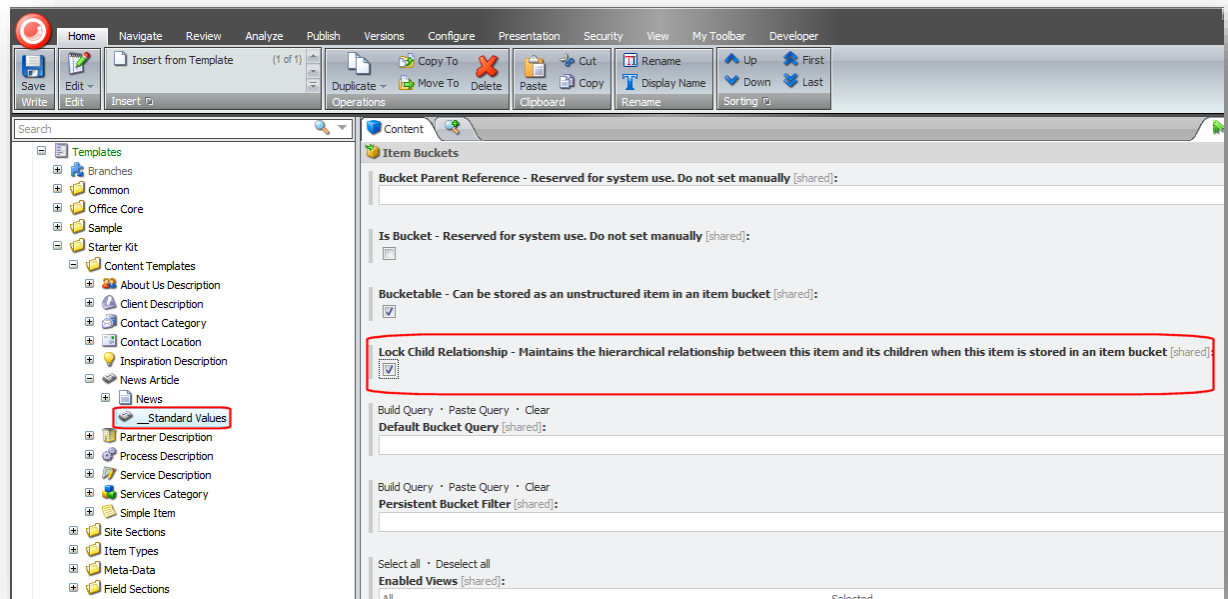 Home Navigate Review Analyze Publish Versions Configure Presentation Security View My Toolbar Developer
Insert from Template (1 of 1) Copy To Cut Rename Up First
Save Edit Duplicate Move To Delete Paste Copy Display Name Down Last
Write Edit Insert Operations Clipboard Rename Sorting
Search
Content
Templates
Branches
Common
Office Core
Sample
Starter Kit
Content Templates
About Us Description
Client Description
Contact Category
Contact Location
Inspiration Description
News Article
News
__Standard Values
Partner Description
Process Description
Service Description
Services Category
Simple Item
Site Sections
Item Types
Meta-Data
Field Sections
Item Buckets
Bucket Parent Reference - Reserved for system use. Do not set manually [shared]:
Is Bucket - Reserved for system use. Do not set manually [shared]:
Bucketable - Can be stored as an unstructured item in an item bucket [shared]:
Lock Child Relationship - Maintains the hierarchical relationship between this item and its children when this item is stored in an item bucket [shared]:
Build Query · Paste Query · Clear
Default Bucket Query [shared]:
Build Query · Paste Query · Clear
Persistent Bucket Filter [shared]:
Select all · Deselect all
Enabled Views [shared]:
All Selected